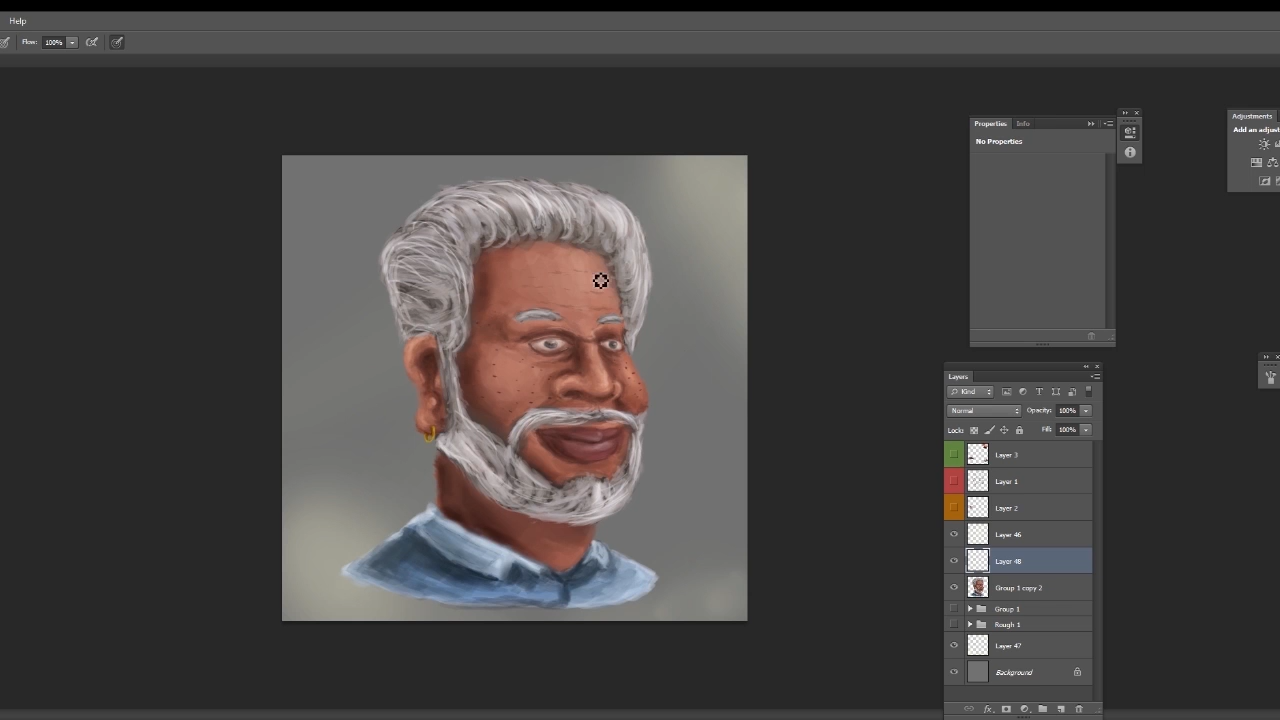 Help
Flow: 100%
Properties Info
No Properties
Adjustments
Add an adjust
Layers
Kind
Normal Opacity: 100%
Lock: Fill: 100%
Layer 3
Layer 1
Layer 2
Layer 46
Layer 48
Group 1 copy 2
Group 1
Rough 1
Layer 47
Background
fx